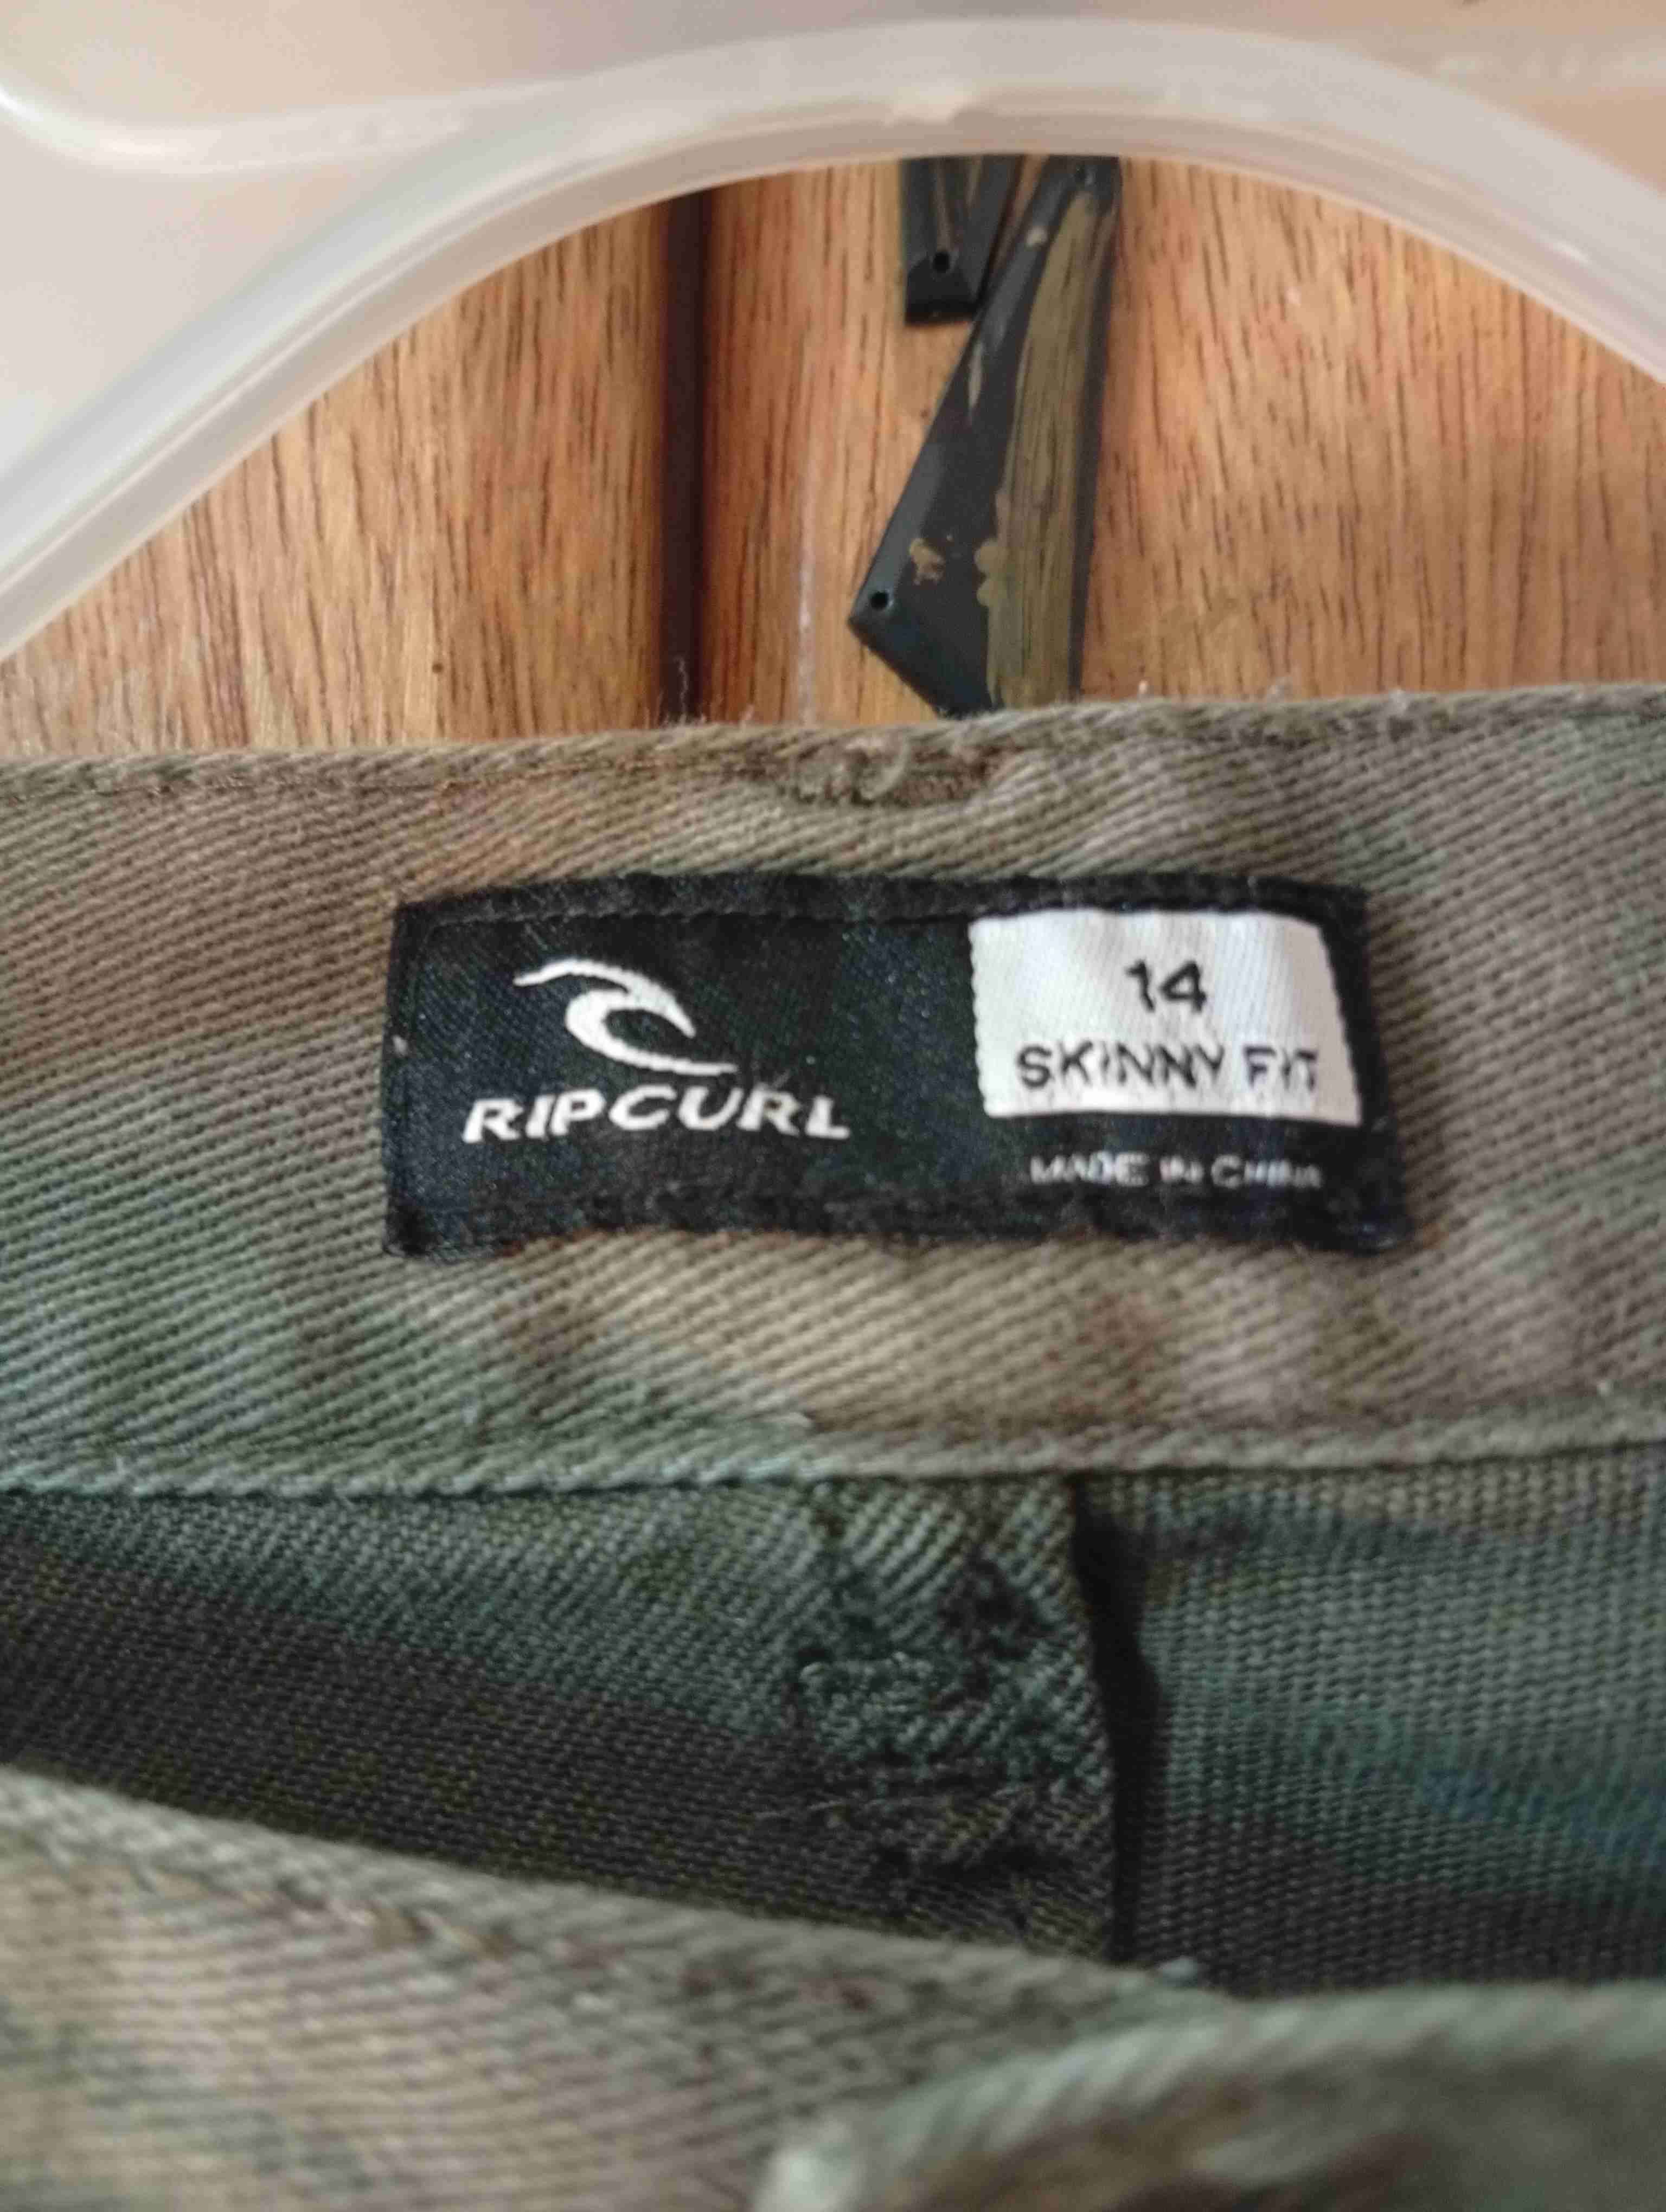 RIPCURL
14
SKINNY FIT
MADE IN CHINA